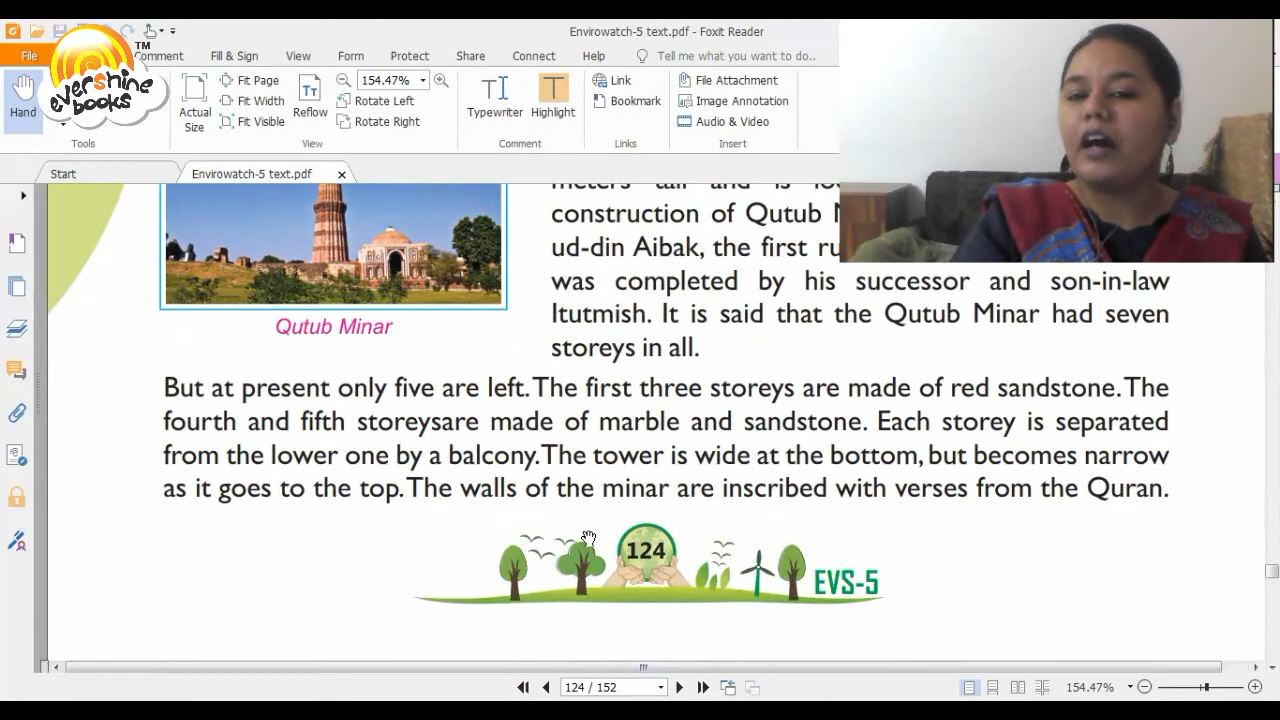 Envirowatch-5 text.pdf - Foxit Reader
TM
evershine
books
File
Comment
Fill & Sign
View
Form
Protect
Share
Connect
Help
Tell me what you want to do..
Hand
Actual
Size
Fit Page
Fit Width
Fit Visible
Reflow
154.47%
Rotate Left
Rotate Right
Typewriter
Highlight
Link
Bookmark
File Attachment
Image Annotation
Audio & Video
Tools
View
Comment
Links
Insert
Start
Envirowatch-5 text.pdf
meters tall and is
construction of Qutub
ud-din Aibak, the first
was completed by his successor and son-in-law
Itutmish. It is said that the Qutub Minar had seven
storeys in all.
Qutub Minar
But at present only five are left. The first three storeys are made of red sandstone. The
fourth and fifth storeysare made of marble and sandstone. Each storey is separated
from the lower one by a balcony. The tower is wide at the bottom, but becomes narrow
as it goes to the top. The walls of the minar are inscribed with verses from the Quran.
124
EVS-5
124 / 152
154.47%